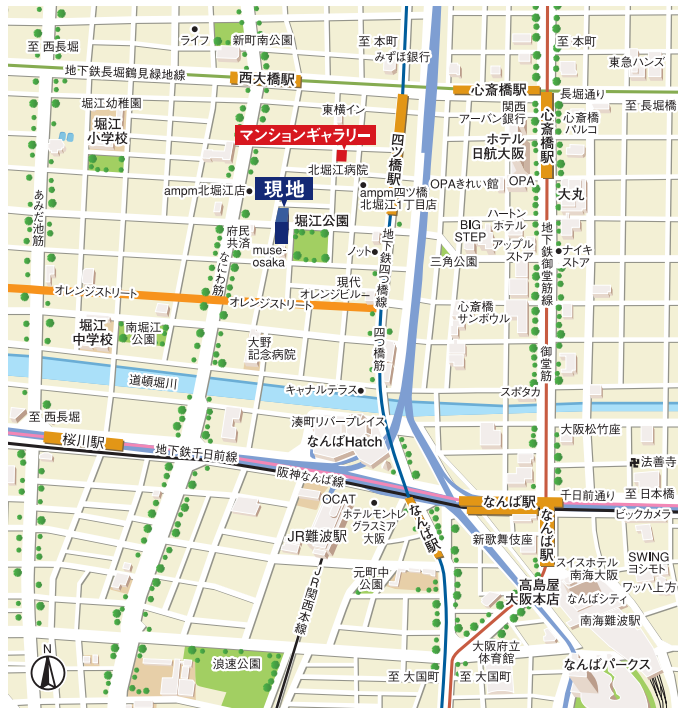 至 西長堀
ライフ
新町南公園
至 本町
みずほ銀行
至 本町
東急ハンズ
地下鉄長堀鶴見緑地線
西大橋駅
心斎橋駅
長堀通り
至 長堀橋
堀江幼稚園
堀江
小学校
東横イン
マンションギャラリー
北堀江病院
四ツ橋駅
関西
アーバン銀行
ホテル
日航大阪
心斎橋駅
心斎橋
パルコ
ampm北堀江店
現地
ampm四ツ橋
北堀江1丁目店
OPAきれい館
OPA
大丸
あみだ池筋
府民
共済
なにわ筋
muse-
osaka
堀江公園
ノット
地下鉄四つ橋線
三角公園
BIG
STEP
ハートン
ホテル
アップル
ストア
地下鉄御堂筋線
ナイキ
ストア
オレンジストリート
オレンジストリート
現代
オレンジビルー
心斎橋
サンボウル
堀江
中学校
南堀江
公園
大野
記念病院
四つ橋筋
御堂筋
道頓堀川
キャナルテラス
スポタカ
至 西長堀
桜川駅
地下鉄千日前線
湊町リバープレイス
なんばHatch
大阪松竹座
法善寺
阪神なんば線
なんば駅
千日前通り
至 日本橋
ビックカメラ
OCAT
ホテルモントレ
グラスミア
大阪
なんば駅
なんば駅
新歌舞伎座
JR難波駅
スイスホテル
南海大阪
SWING
ヨシモト
元町中
公園
高島屋
大阪本店
なんばシティ
ワッハ上方
JR関西本線
南海難波駅
大阪府立
体育館
なんばパークス
浪速公園
至 大国町
至 大国町
N